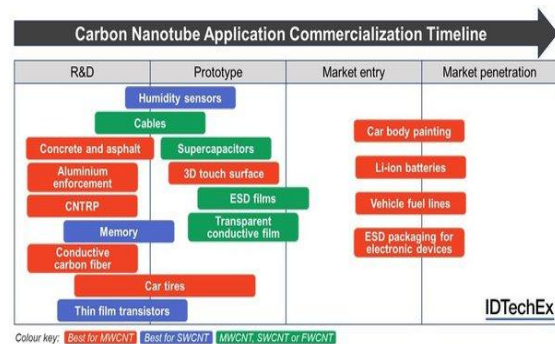 Carbon Nanotube Application Commercialization Timeline
R&D
Prototype
Market entry
Market penetration
Humidity sensors
Cables
Car body painting
Concrete and asphalt
Supercapacitors
Aluminium
enforcement
3D touch surface
Li-ion batteries
CNTRP
ESD films
Vehicle fuel lines
Memory
Transparent
conductive film
ESD packaging for
electronic devices
Conductive
carbon fiber
Car tires
Thin film transistors
IDTechEx
Colour key: Best for MWCNT Best for SWCNT MWCNT, SWCNT or FWCNT